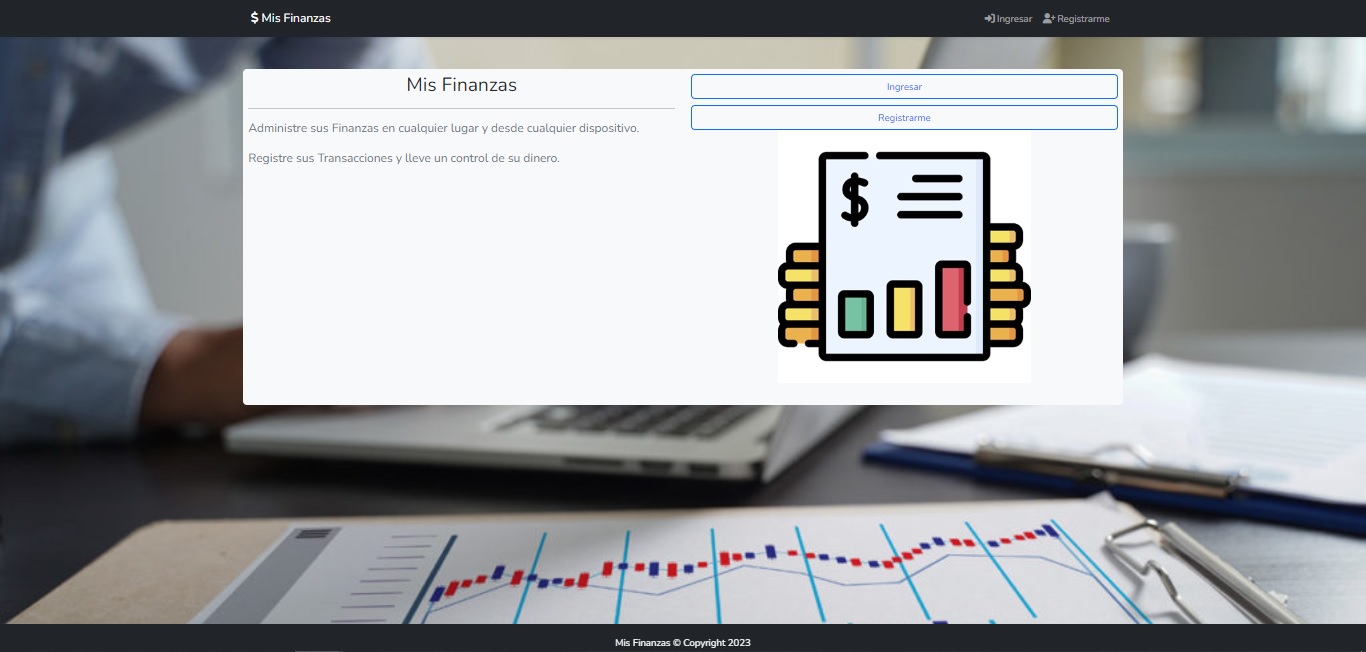 $ Mis Finanzas
Ingresar
Registrarme
Mis Finanzas
Administre sus Finanzas en cualquier lugar y desde cualquier dispositivo.
Registre sus Transacciones y lleve un control de su dinero.
Ingresar
Registrarme
$
Mis Finanzas © Copyright 2023